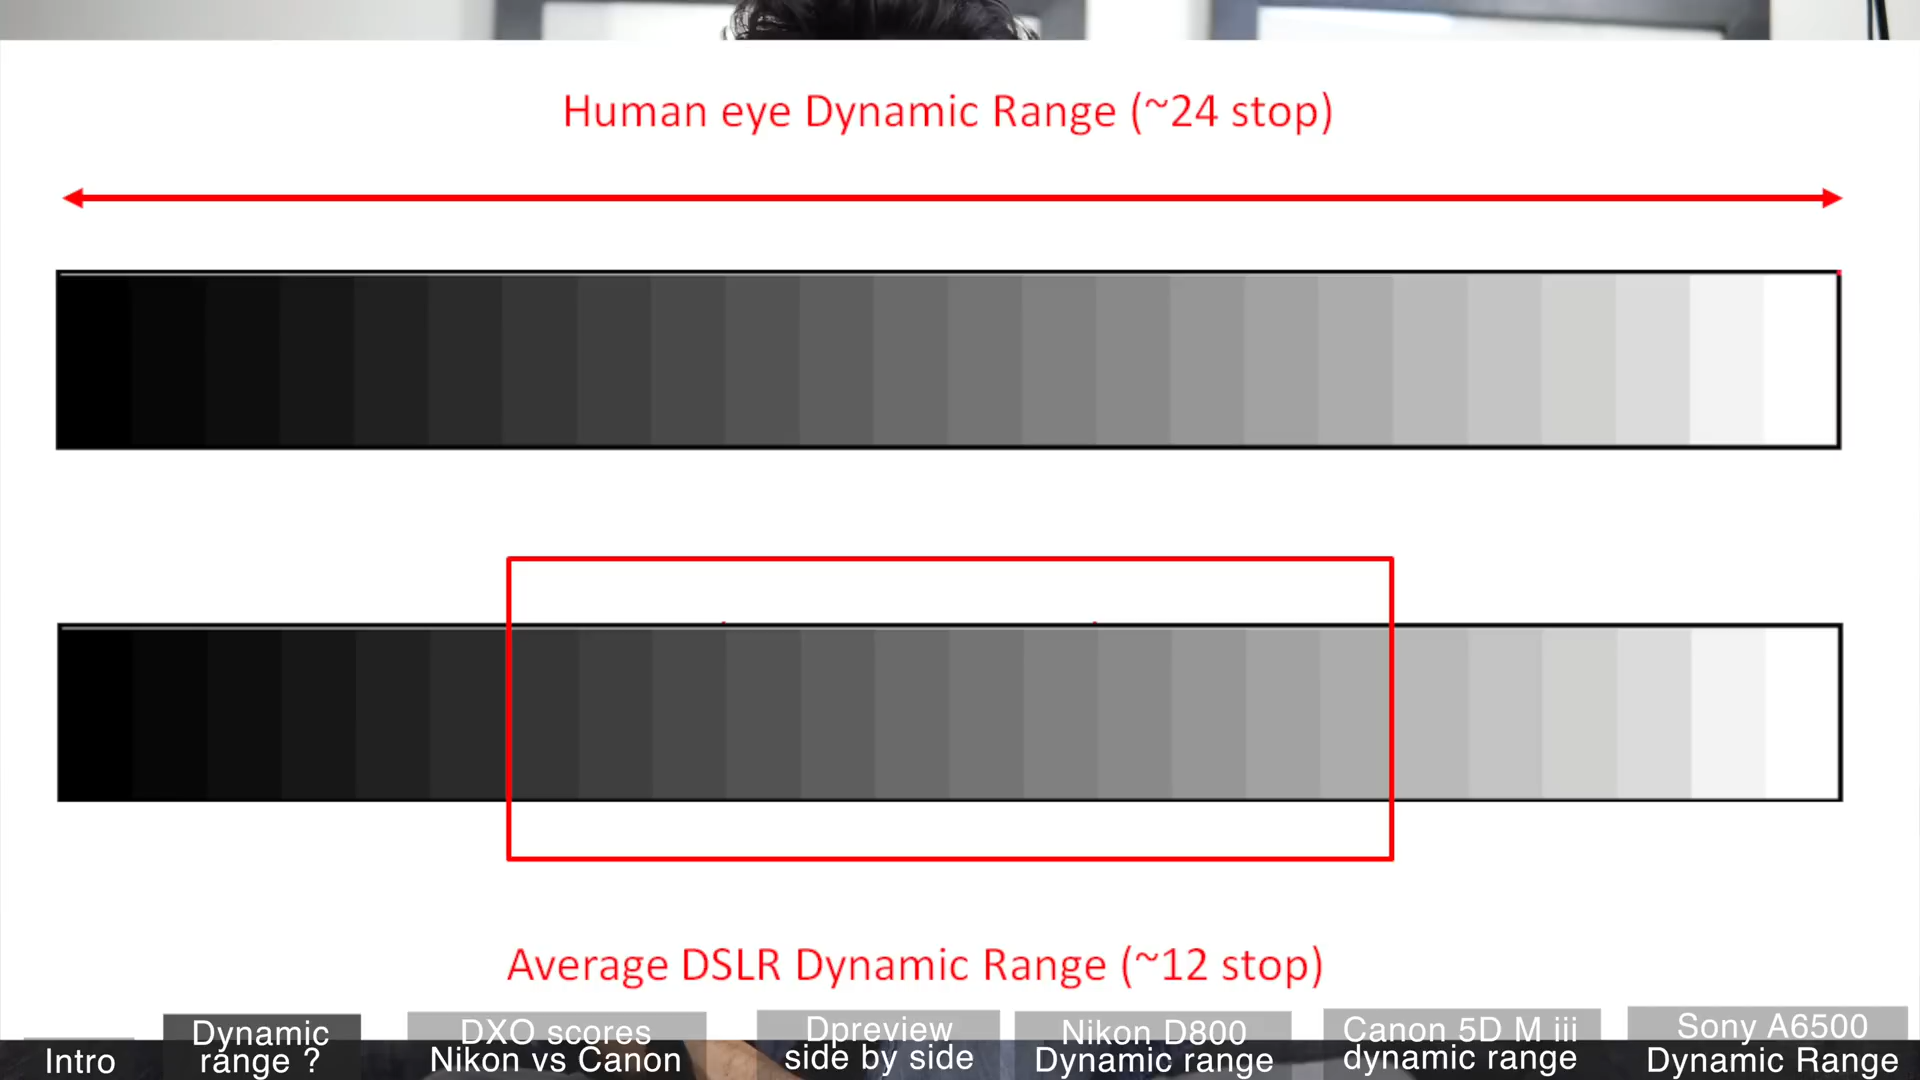 Human eye Dynamic Range (~24 stop)
Average DSLR Dynamic Range (~12 stop)
Intro
Dynamic
range ?
DXO scores
Nikon vs Canon
Dpreview
side by side
Nikon D800
Dynamic range
Canon 5D M iii
dynamic range
Sony A6500
Dynamic Range